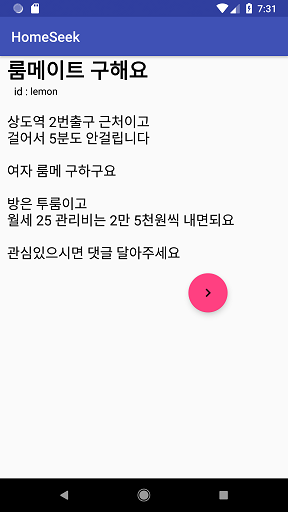 7:31
HomeSeek
룸메이트 구해요
id : lemon
상도역 2번출구 근처이고
걸어서 5분도 안걸립니다
여자 룸메 구하구요
방은 투룸이고
월세 25 관리비는 2만 5천원씩 내면되요
관심있으시면 댓글 달아주세요